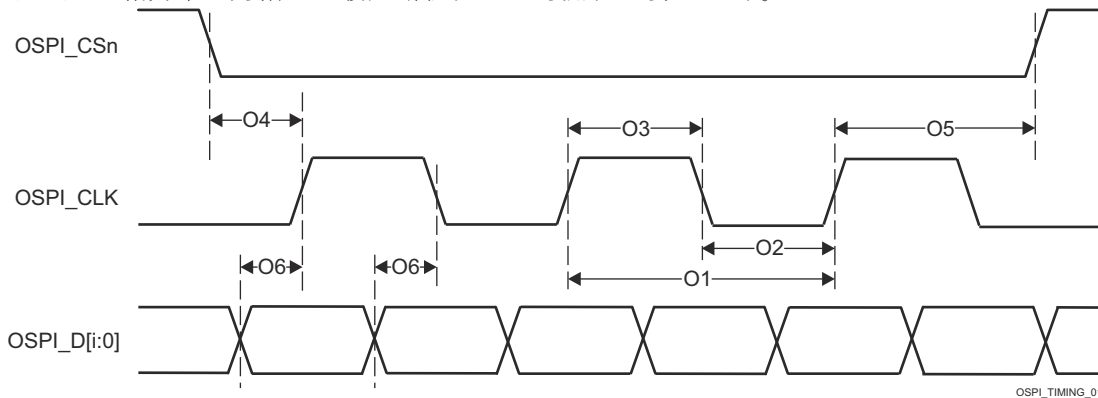 OSPI_CSn
O4
O3
O5
OSPI_CLK
O6
O6
O2
O1
OSPI_D[i:0]
OSPI_TIMING_0